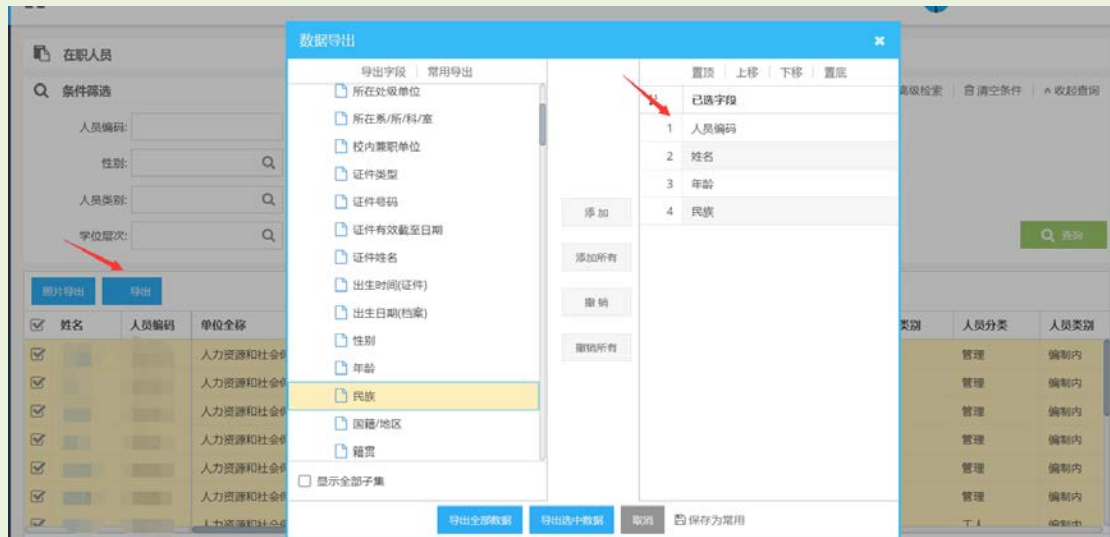 数据导出
在职人员
导出字段 常用导出
置顶 上移 下移 置底
条件筛选
高级检索 清空条件 收起查询
人员编码:
性别:
人员类别:
学位层次:
查询
所在处级单位
所在系/所/科/室
校内兼职单位
证件类型
证件号码
证件有效截至日期
证件姓名
出生时间(证件)
出生日期(档案)
性别
年龄
民族
国籍/地区
籍贯
显示全部子集
添加
添加所有
撤销
撤销所有
已选字段
1 人员编码
2 姓名
3 年龄
4 民族
照片导出 导出
姓名 人员编码 单位全称 类别 人员分类 人员类别
人力资源和社会 管理 编制内
人力资源和社会 管理 编制内
人力资源和社会 管理 编制内
人力资源和社会 管理 编制内
人力资源和社会 管理 编制内
人力资源和社会 管理 编制内
人力资源和社会 工人 编制内
导出全部数据 导出选中数据 取消 保存为常用